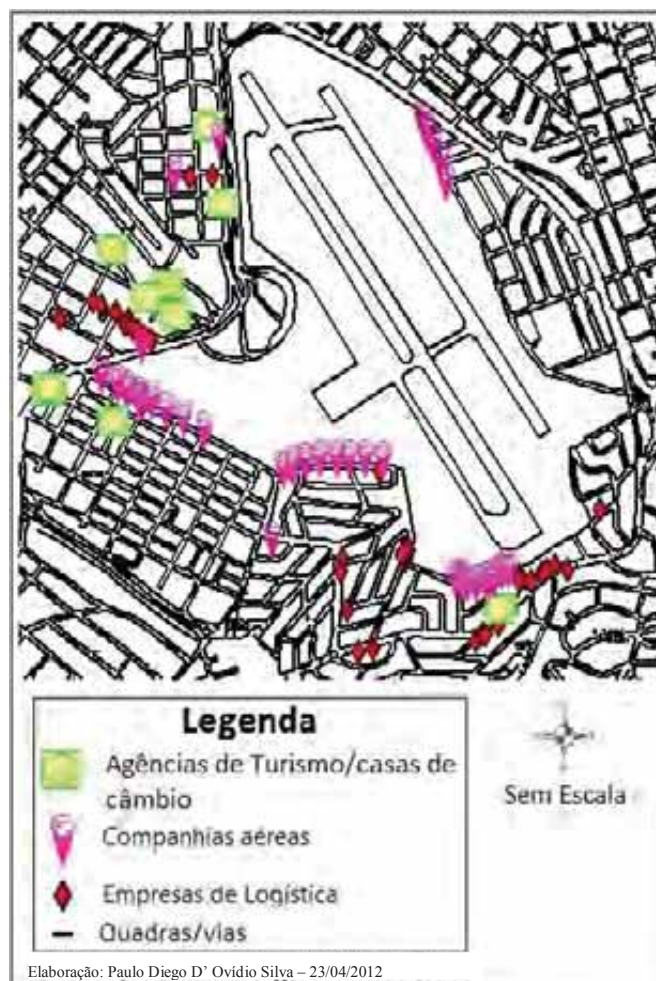 Legenda
Agências de Turismo/casas de
câmbio
Companhias aéreas
Empresas de Logística
Quadras/vias
Sem Escala
Elaboração: Paulo Diego D’ Ovídio Silva – 23/04/2012